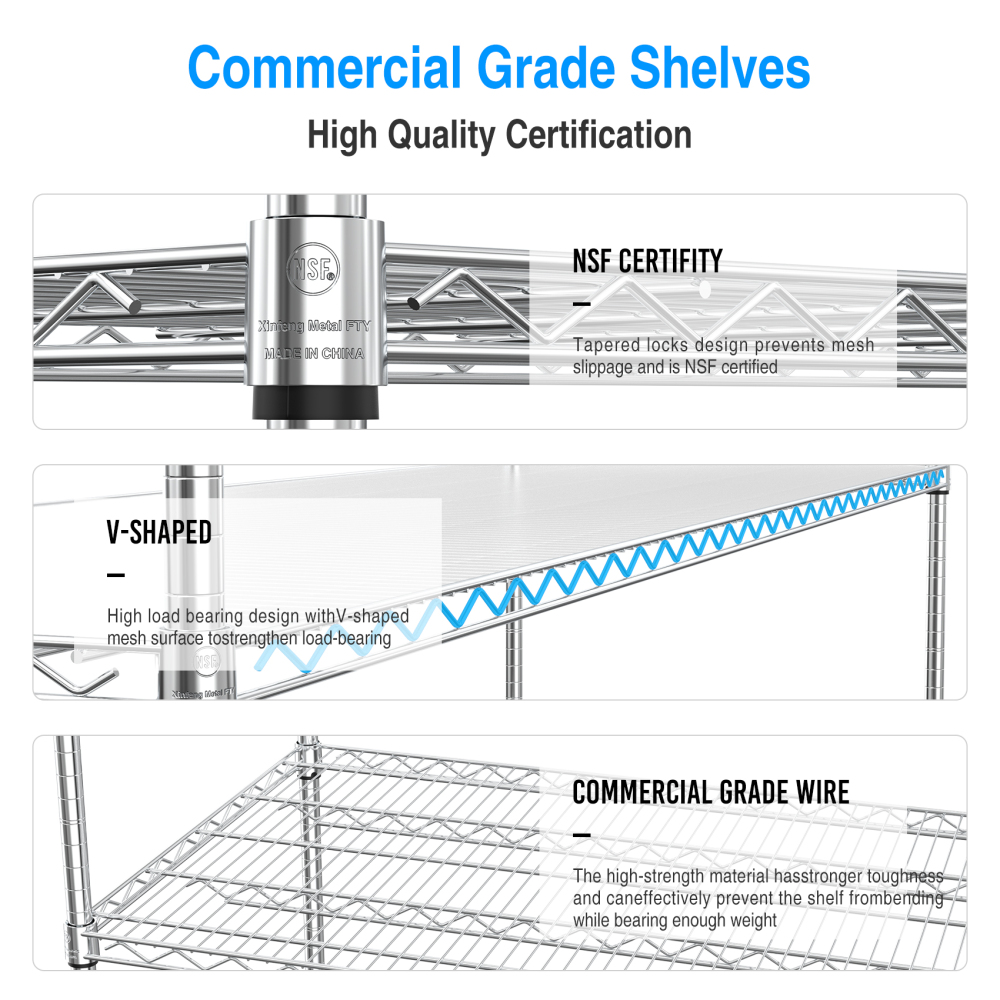 Commercial Grade Shelves
High Quality Certification
NSF®
Xinfeng Metal FTY
MADE IN CHINA
NSF CERTIFITY
Tapered locks design prevents mesh
slippage and is NSF certified
V-SHAPED
High load bearing design withV-shaped
mesh surface tostrengthen load-bearing
NSF
Xinfeng Metal FTY
COMMERCIAL GRADE WIRE
The high-strength material hasstronger toughness
and caneffectively prevent the shelf frombending
while bearing enough weight